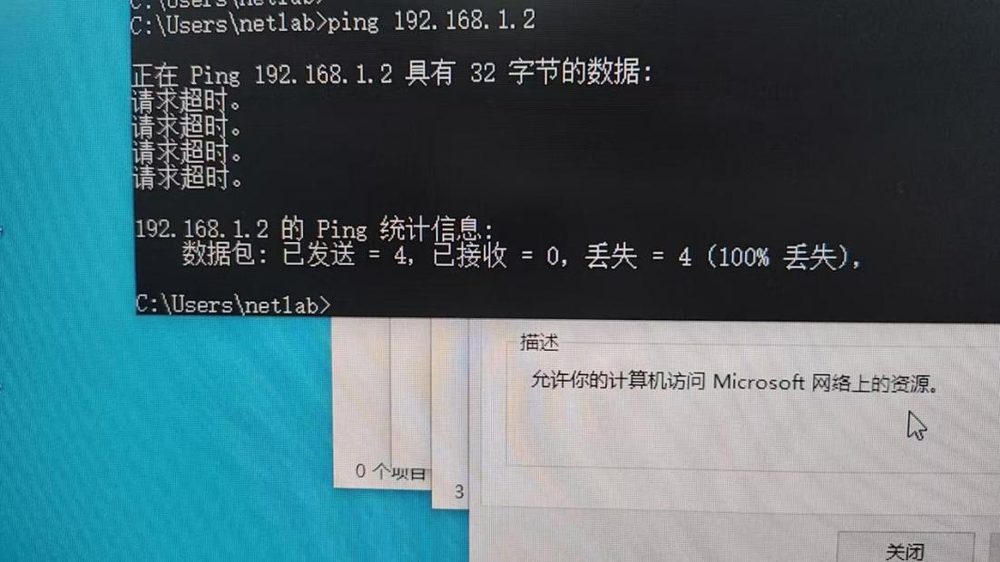 C:\Users\netlab>
C:\Users\netlab>ping 192.168.1.2
正在 Ping 192.168.1.2 具有 32 字节的数据:
请求超时。
请求超时。
请求超时。
请求超时。
192.168.1.2 的 Ping 统计信息:
数据包: 已发送 = 4, 已接收 = 0, 丢失 = 4 (100% 丢失),
C:\Users\netlab>
描述
允许你的计算机访问 Microsoft 网络上的资源。
0 个项目
3
关闭